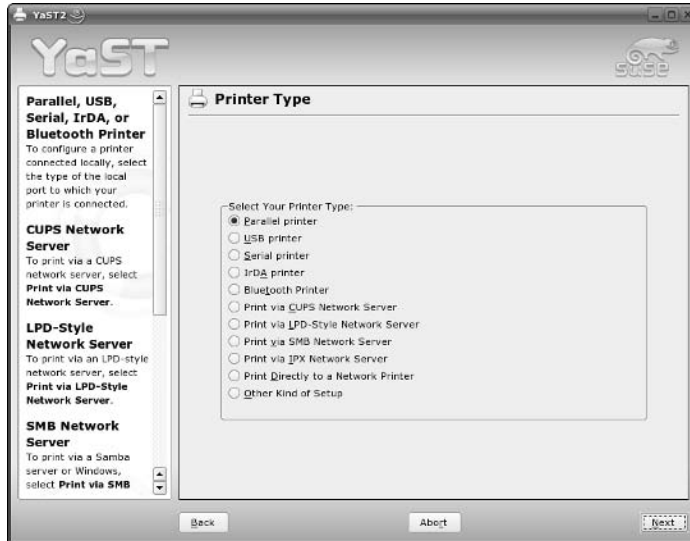 YaST2
YaST
SUSE
Parallel, USB,
Serial, IrDA, or
Bluetooth Printer
To configure a printer
connected locally, select
the type of the local
port to which your
printer is connected.
CUPS Network
Server
To print via a CUPS
network server, select
Print via CUPS
Network Server.
LPD-Style
Network Server
To print via an LPD-style
network server, select
Print via LPD-Style
Network Server.
SMB Network
Server
To print via a Samba
server or Windows,
select Print via SMB
Printer Type
Select Your Printer Type:
Parallel printer
USB printer
Serial printer
IrDA printer
Bluetooth Printer
Print via CUPS Network Server
Print via LPD-Style Network Server
Print via SMB Network Server
Print via IPX Network Server
Print Directly to a Network Printer
Other Kind of Setup
Back
Abort
Next